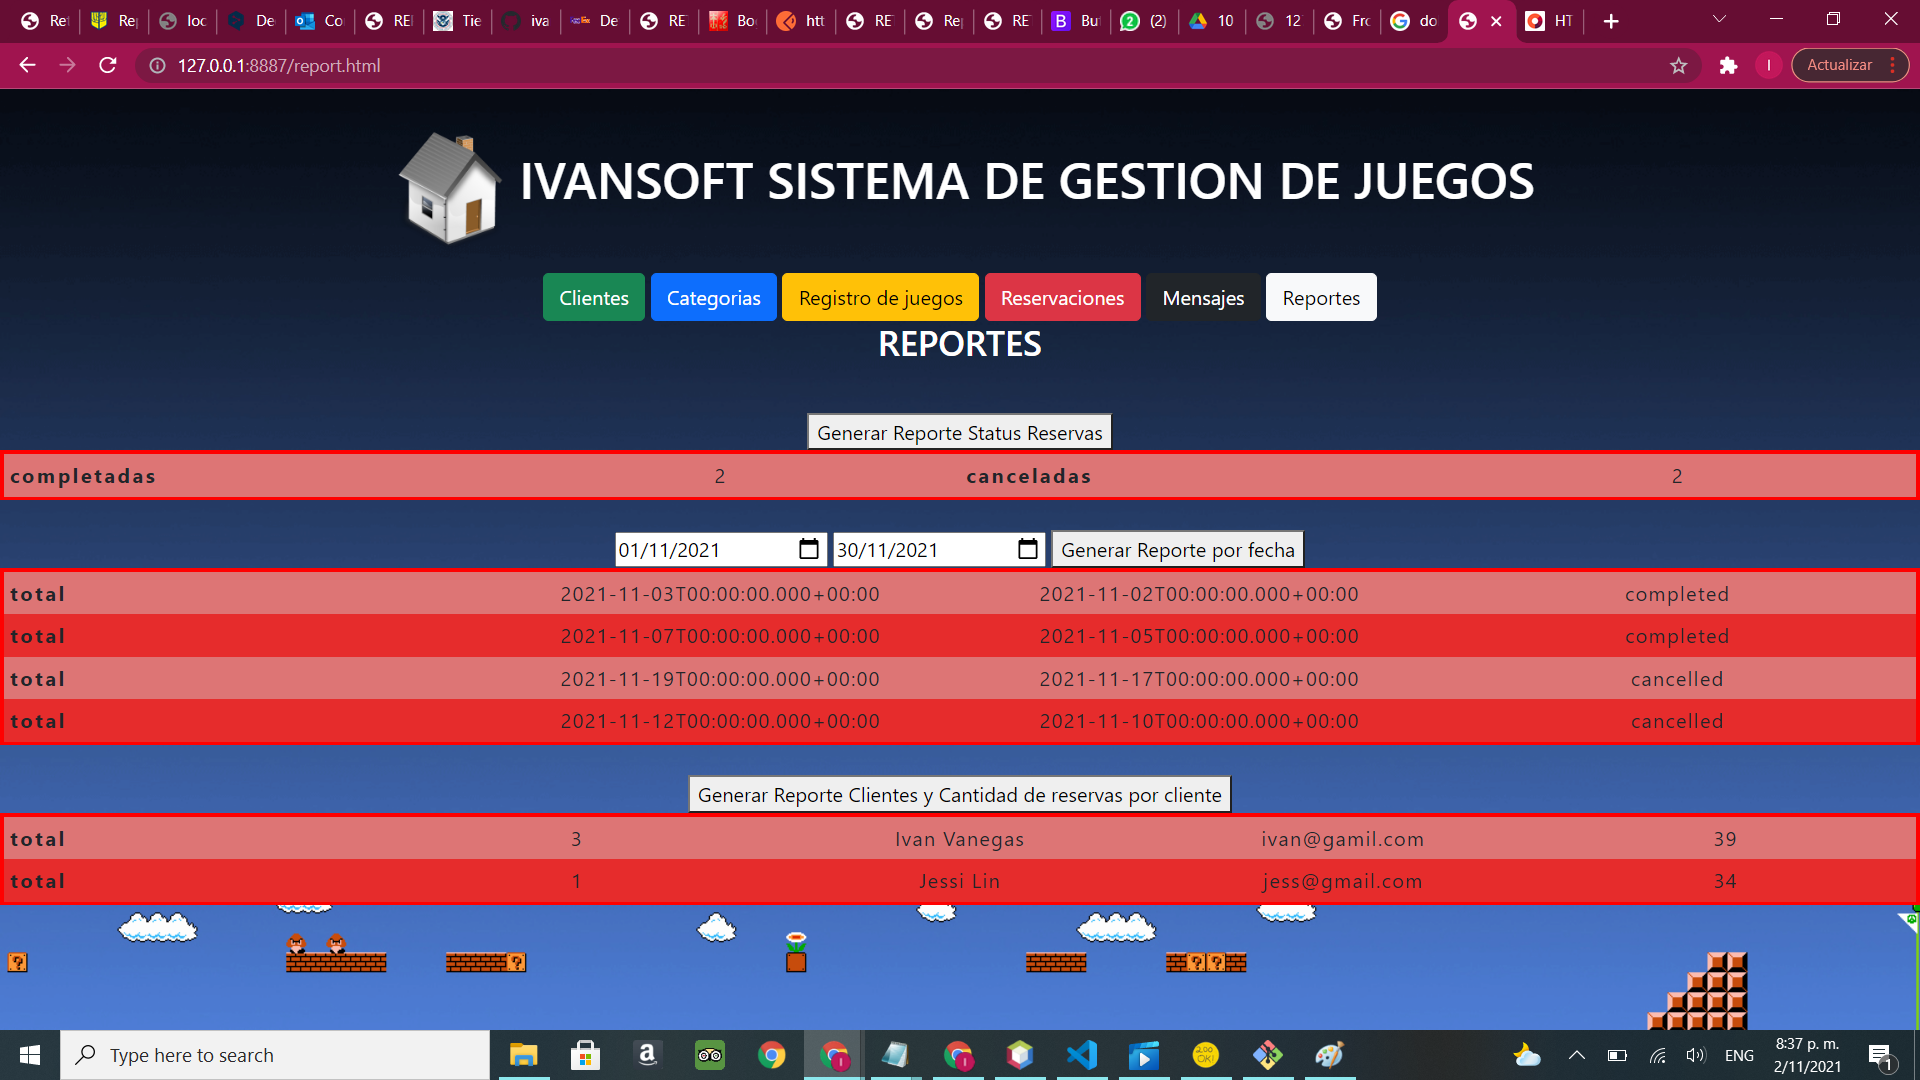 Ret Rep loc De Co REI Tie iva De RE Bo htt RE Rep RE Bu (2) 10 12 Fro do HT
127.0.0.1:8887/report.html
I
Actualizar
IVANSOFT SISTEMA DE GESTION DE JUEGOS
Clientes Categorias Registro de juegos Reservaciones Mensajes Reportes
REPORTES
Generar Reporte Status Reservas
completadas 2 canceladas 2
01/11/2021 30/11/2021 Generar Reporte por fecha
total 2021-11-03T00:00:00.000+00:00 2021-11-02T00:00:00.000+00:00 completed
total 2021-11-07T00:00:00.000+00:00 2021-11-05T00:00:00.000+00:00 completed
total 2021-11-19T00:00:00.000+00:00 2021-11-17T00:00:00.000+00:00 cancelled
total 2021-11-12T00:00:00.000+00:00 2021-11-10T00:00:00.000+00:00 cancelled
Generar Reporte Clientes y Cantidad de reservas por cliente
total 3 Ivan Vanegas ivan@gamil.com 39
total 1 Jessi Lin jess@gmail.com 34
Type here to search
ENG
8:37 p. m.
2/11/2021
1